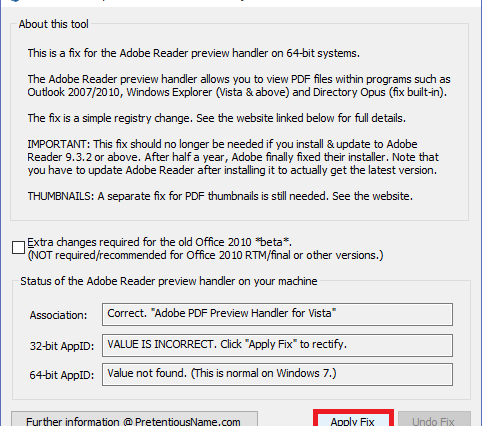 About this tool
This is a fix for the Adobe Reader preview handler on 64-bit systems.
The Adobe Reader preview handler allows you to view PDF files within programs such as
Outlook 2007/2010, Windows Explorer (Vista & above) and Directory Opus (fix built-in).
The fix is a simple registry change. See the website linked below for full details.
IMPORTANT: This fix should no longer be needed if you install & update to Adobe
Reader 9.3.2 or above. After half a year, Adobe finally fixed their installer. Note that
you have to update Adobe Reader after installing it to actually get the latest version.
THUMBNAILS: A separate fix for PDF thumbnails is still needed. See the website.
Extra changes required for the old Office 2010 *beta*.
(NOT required/recommended for Office 2010 RTM/final or other versions.)
Status of the Adobe Reader preview handler on your machine
Association: Correct. "Adobe PDF Preview Handler for Vista"
32-bit AppID: VALUE IS INCORRECT. Click "Apply Fix" to rectify.
64-bit AppID: Value not found. (This is normal on Windows 7.)
Further information @ PretentiousName.com Apply Fix Undo Fix